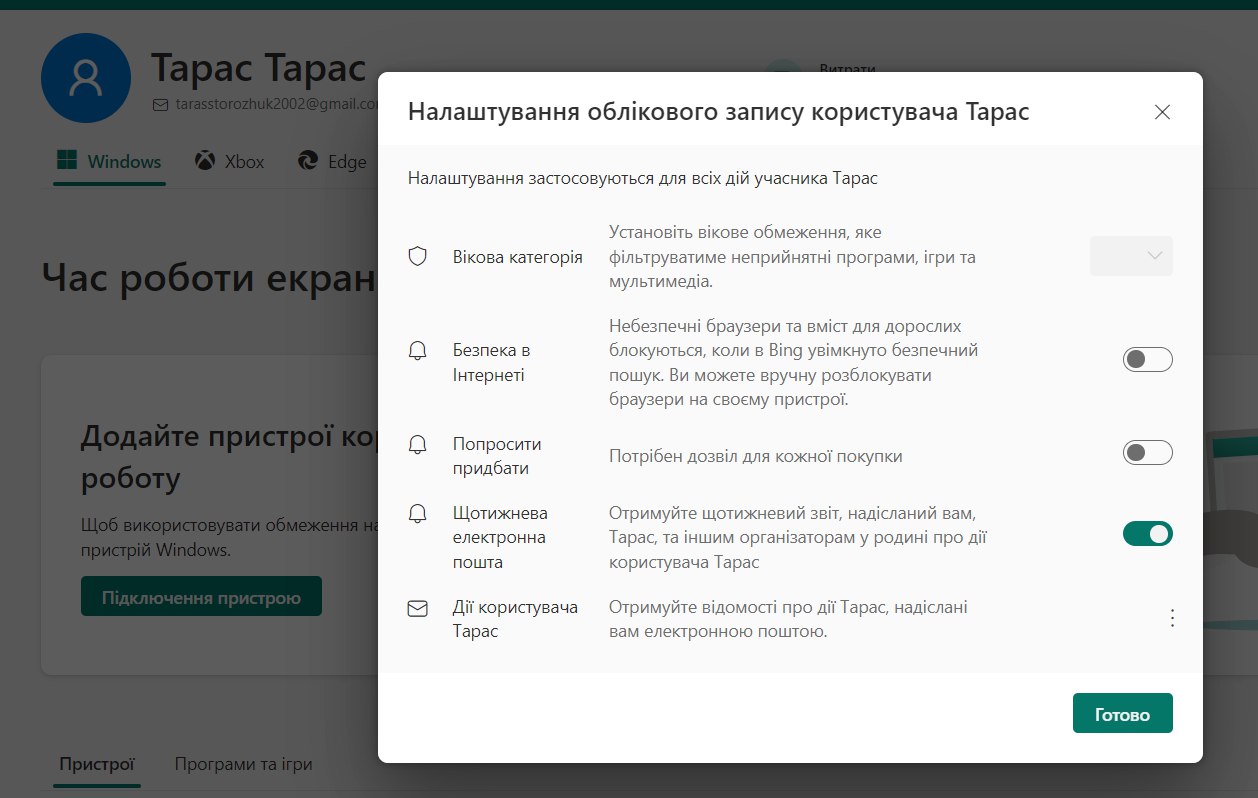 Тарас Тарас
tarasstorozhuk2002@gmail.co
Витрати
Windows
Xbox
Edge
Час роботи екран
Додайте пристрої
роботу
Щоб використовувати обмеження
пристрій Windows.
Підключення пристрою
Пристрої
Програми та ігри
Налаштування облікового запису користувача Тарас
Налаштування застосовуються для всіх дій учасника Тарас
Вікова категорія
Установіть вікове обмеження, яке
фільтруватиме неприйнятні програми, ігри та
мультимедіа.
Безпека в
Інтернеті
Небезпечні браузери та вміст для дорослих
блокуються, коли в Bing увімкнуто безпечний
пошук. Ви можете вручну розблокувати
браузери на своєму пристрої.
Попросити
придбати
Потрібен дозвіл для кожної покупки
Щотижнева
електронна
пошта
Отримуйте щотижневий звіт, надісланий вам,
Тарас, та іншим організаторам у родині про дії
користувача Тарас
Дії користувача
Тарас
Отримуйте відомості про дії Тарас, надіслані
вам електронною поштою.
Готово